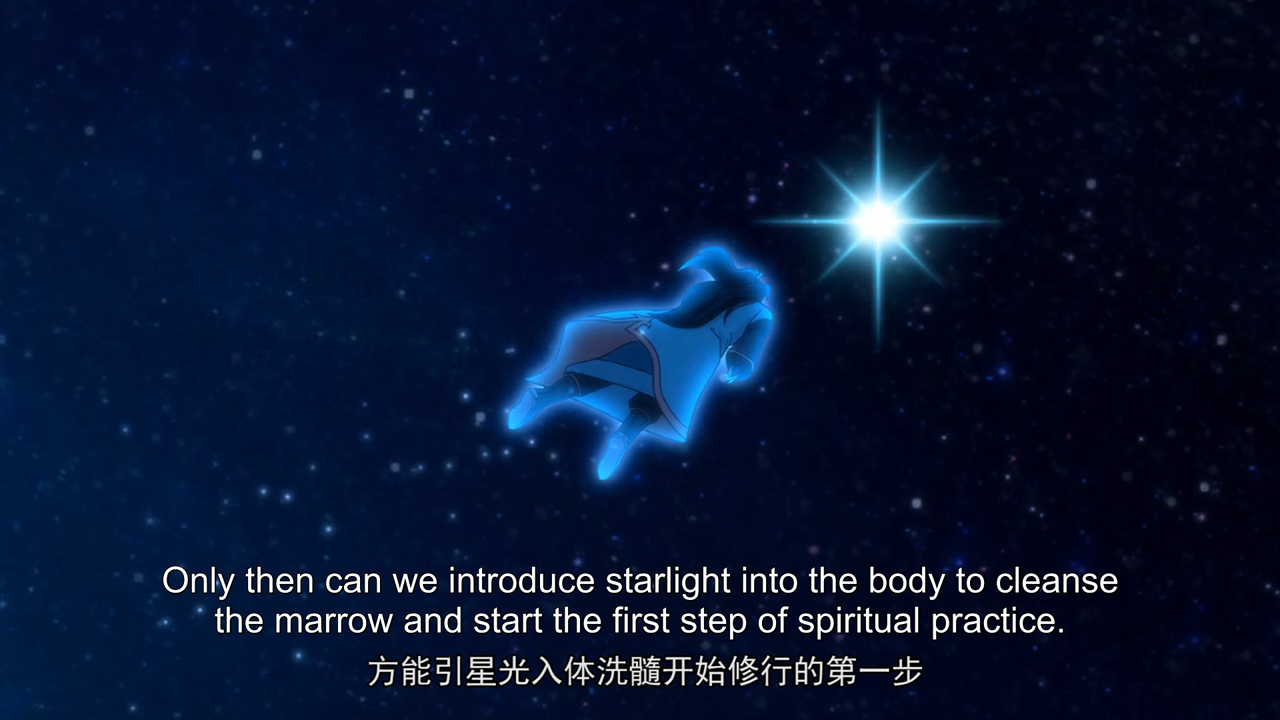 Only then can we introduce starlight into the body to cleanse
the marrow and start the first step of spiritual practice.
方能引星光入体洗髓开始修行的第一步